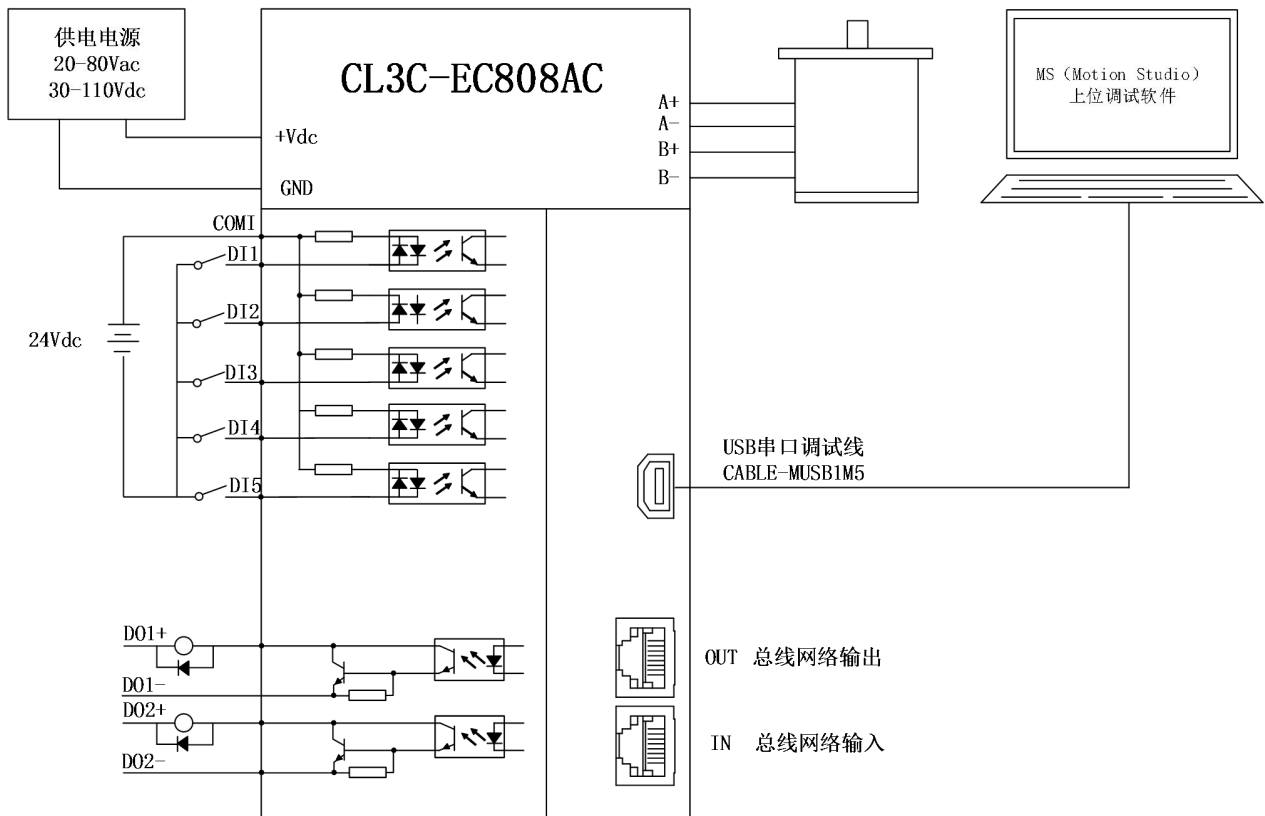 供电电源
20-80Vac
30-110Vdc
CL3C-EC808AC
MS（Motion Studio）
上位调试软件
+Vdc
GND
A+
A-
B+
B-
COMI
DI1
DI2
24Vdc
DI3
DI4
DI5
USB串口调试线
CABLE-MUSB1M5
DO1+
DO1-
DO2+
DO2-
OUT 总线网络输出
IN 总线网络输入